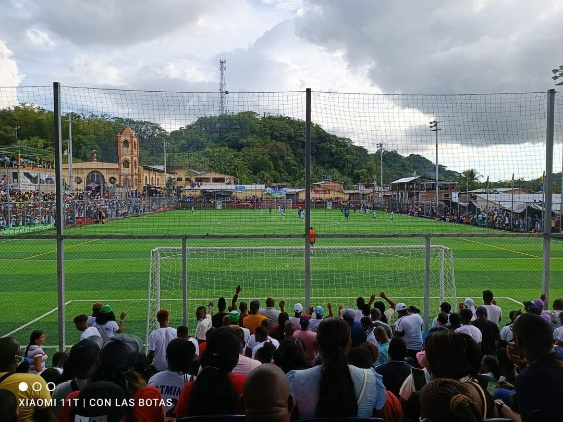 XIAOMI 11T | CON LAS BOTAS